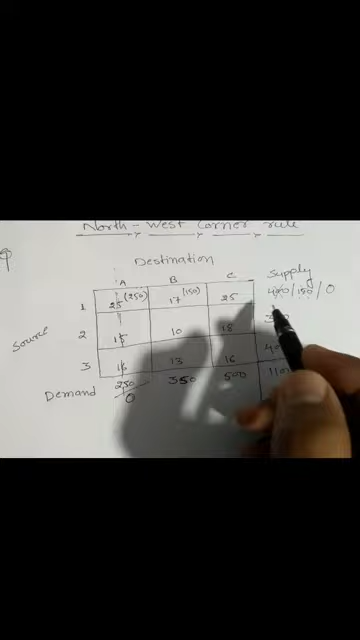 North-West Corner rule
Q
Destination
A B C Supply
1 25 (250) 17 (150) 25 400/150/0
Source 2 15 10 18
3 16 13 16
Demand 250 350 500
0